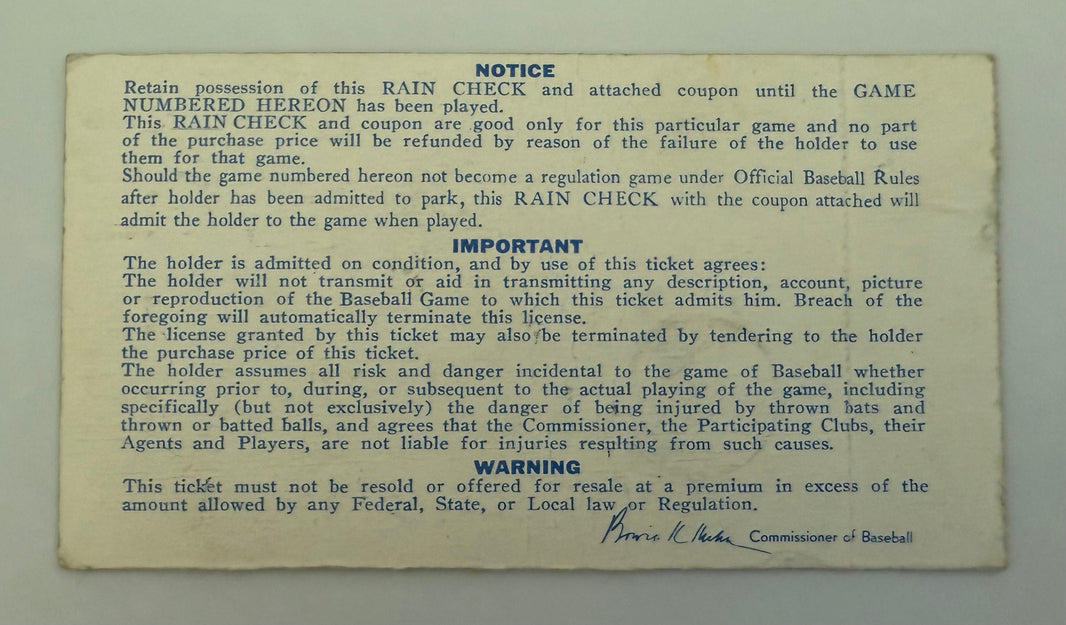 NOTICE
Retain possession of this RAIN CHECK and attached coupon until the GAME
NUMBERED HEREON has been played.
This RAIN CHECK and coupon are good only for this particular game and no part
of the purchase price will be refunded by reason of the failure of the holder to use
them for that game.
Should the game numbered hereon not become a regulation game under Official Baseball Rules
after holder has been admitted to park, this RAIN CHECK with the coupon attached will
admit the holder to the game when played.
IMPORTANT
The holder is admitted on condition, and by use of this ticket agrees:
The holder will not transmit or aid in transmitting any description, account, picture
or reproduction of the Baseball Game to which this ticket admits him. Breach of the
foregoing will automatically terminate this license.
The license granted by this ticket may also be terminated by tendering to the holder
the purchase price of this ticket.
The holder assumes all risk and danger incidental to the game of Baseball whether
occurring prior to, during, or subsequent to the actual playing of the game, including
specifically (but not exclusively) the danger of being injured by thrown bats and
thrown or batted balls, and agrees that the Commissioner, the Participating Clubs, their
Agents and Players, are not liable for injuries resulting from such causes.
WARNING
This ticket must not be resold or offered for resale at a premium in excess of the
amount allowed by any Federal, State, or Local law or Regulation.
Bowie K Kuhn Commissioner of Baseball